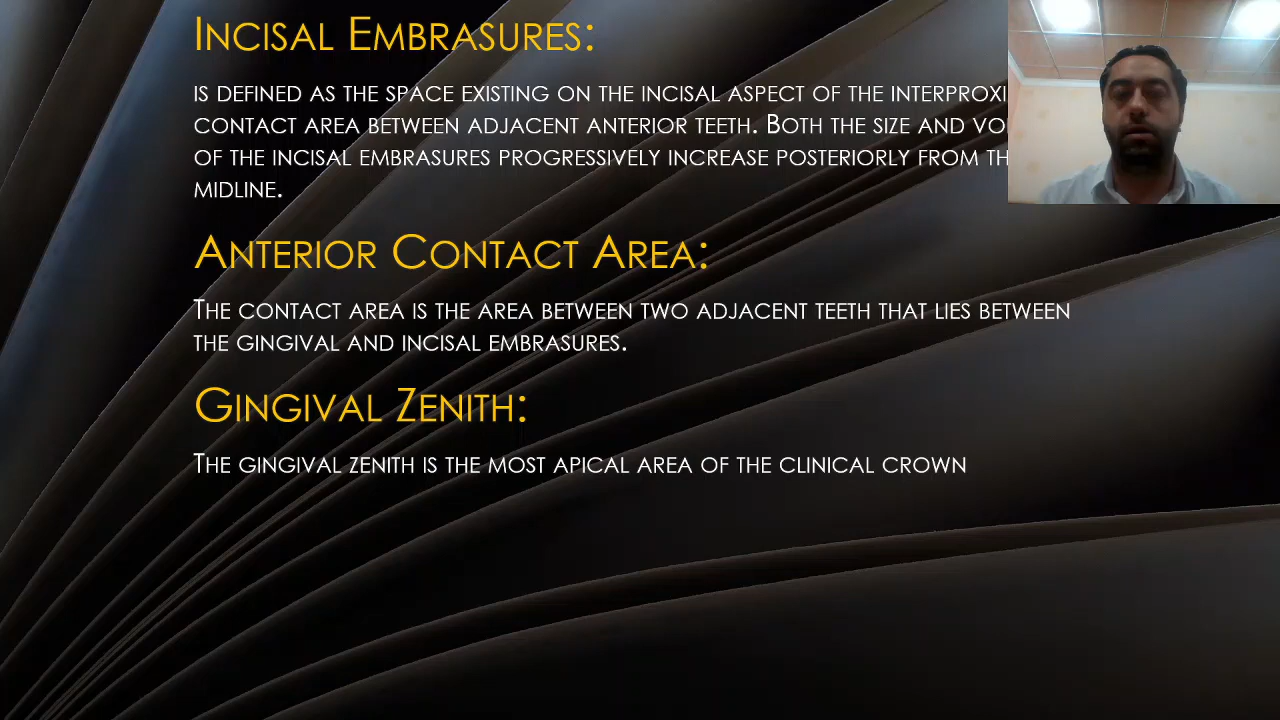 Incisal Embrasures:
is defined as the space existing on the incisal aspect of the
contact area between adjacent anterior teeth. Both the size and
of the incisal embrasures progressively increase posteriorly from
midline.
Anterior Contact Area:
The contact area is the area between two adjacent teeth that lies between
the gingival and incisal embrasures.
Gingival Zenith:
The gingival zenith is the most apical area of the clinical crown